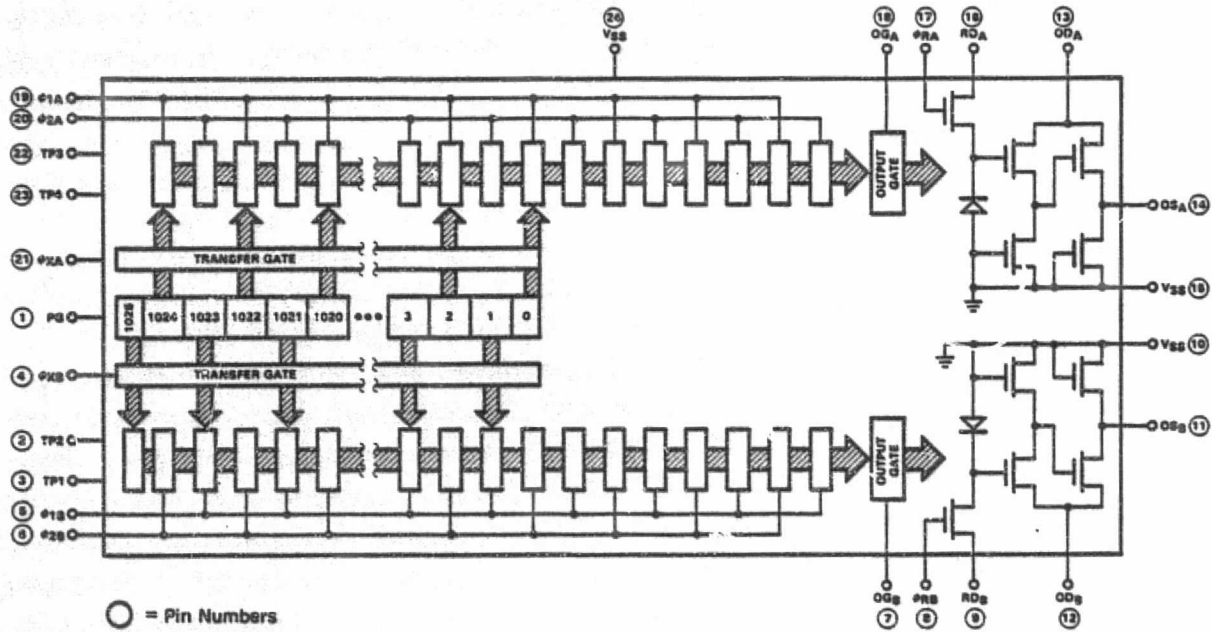 26 18 17 16 13
VSS OGA φRA RDA ODA
19 φ1A
20 φ2A
22 TP3
23 TP4
OUTPUT GATE
OSA 14
21 φXA TRANSFER GATE
VSS 15
1 PG 1025 1024 1023 1022 1021 1020 ••• 3 2 1 0
VSS 10
4 φXB TRANSFER GATE
2 TP2
OSB 11
OUTPUT GATE
3 TP1
5 φ1B
6 φ2B
OGB φRB RDB ODB
7 8 9 12
= Pin Numbers